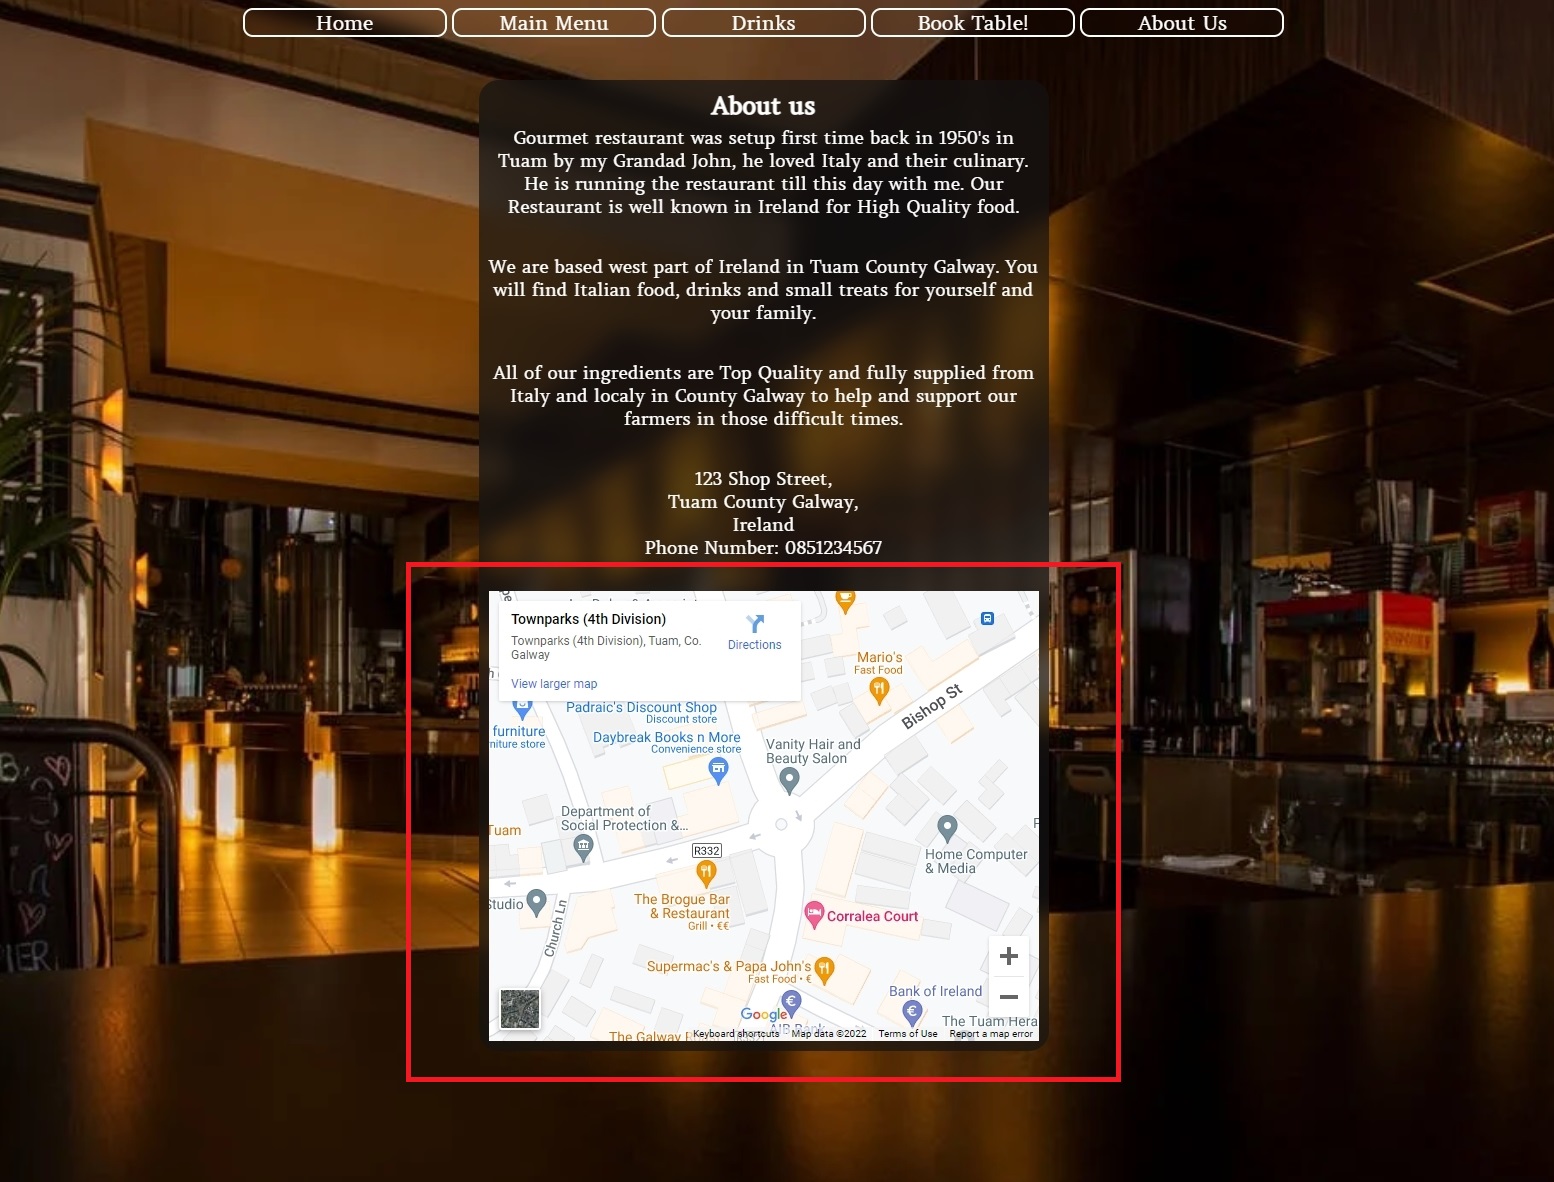 Home
Main Menu
Drinks
Book Table!
About Us
About us
Gourmet restaurant was setup first time back in 1950's in
Tuam by my Grandad John, he loved Italy and their culinary.
He is running the restaurant till this day with me. Our
Restaurant is well known in Ireland for High Quality food.
We are based west part of Ireland in Tuam County Galway. You
will find Italian food, drinks and small treats for yourself and
your family.
All of our ingredients are Top Quality and fully supplied from
Italy and localy in County Galway to help and support our
farmers in those difficult times.
123 Shop Street,
Tuam County Galway,
Ireland
Phone Number: 0851234567
Townparks (4th Division)
Townparks (4th Division), Tuam, Co.
Galway
Directions
View larger map
Mario's
Fast Food
Bishop St
Padraic's Discount Shop
Discount store
furniture
niture store
Daybreak Books n More
Convenience store
Vanity Hair and
Beauty Salon
Department of
Social Protection &...
Tuam
R332
Home Computer
& Media
The Brogue Bar
& Restaurant
Grill • €€
Studio
Church Ln
Corralea Court
Supermac's & Papa John's
Fast Food • €
Bank of Ireland
Google
AIB Bank
The Tuam Hera
The Galway
Keyboard shortcuts
Map data ©2022
Terms of Use
Report a map error
PIER